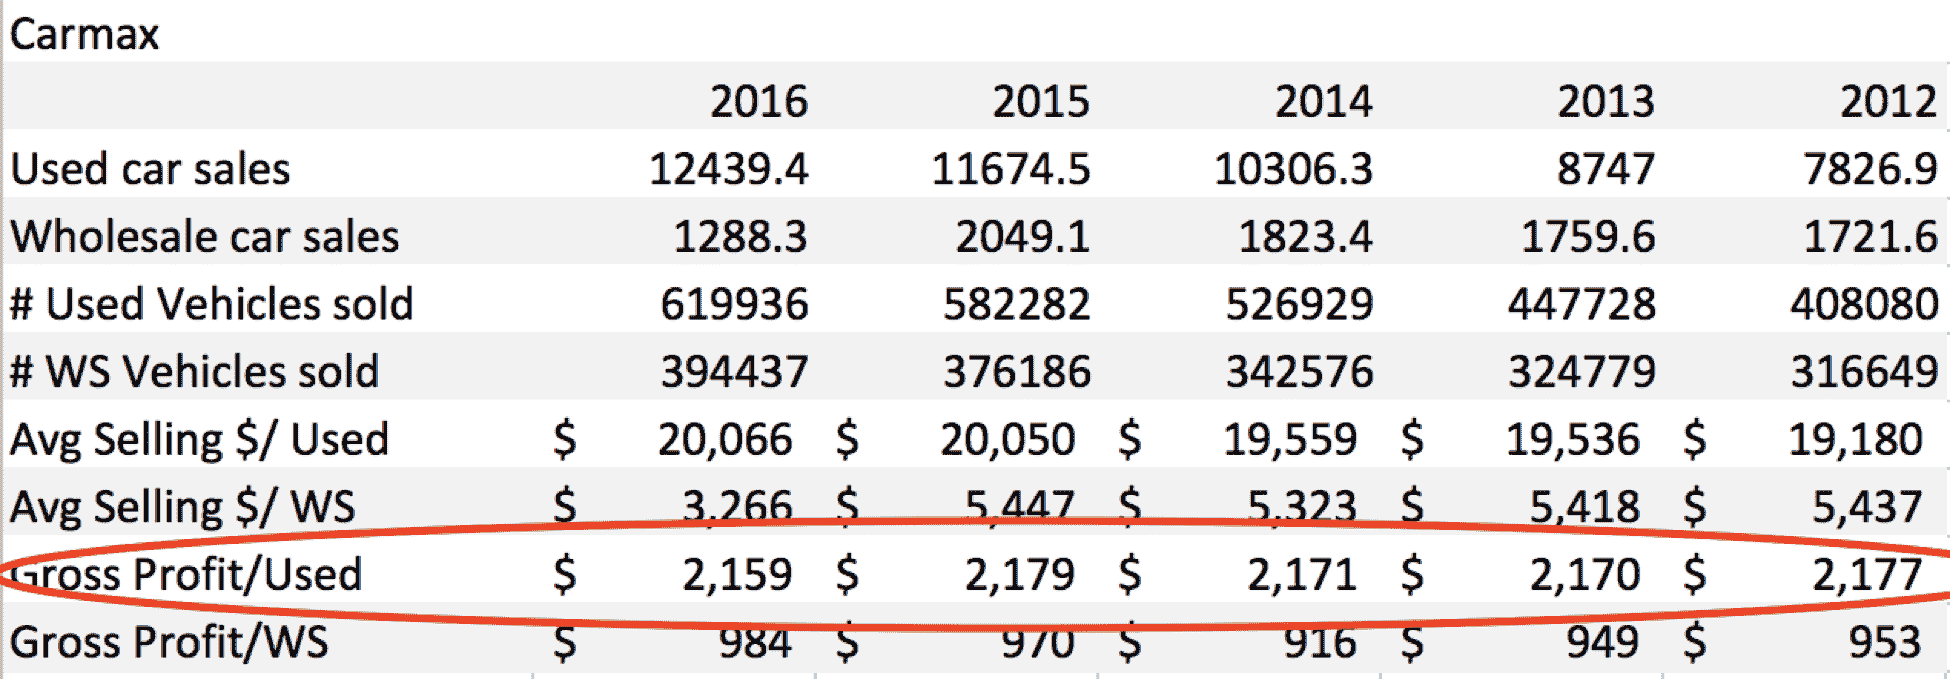 Carmax
2016 2015 2014 2013 2012
Used car sales 12439.4 11674.5 10306.3 8747 7826.9
Wholesale car sales 1288.3 2049.1 1823.4 1759.6 1721.6
# Used Vehicles sold 619936 582282 526929 447728 408080
# WS Vehicles sold 394437 376186 342576 324779 316649
Avg Selling $/ Used $ 20,066 $ 20,050 $ 19,559 $ 19,536 $ 19,180
Avg Selling $/ WS $ 3,266 $ 5,447 $ 5,323 $ 5,418 $ 5,437
Gross Profit/Used $ 2,159 $ 2,179 $ 2,171 $ 2,170 $ 2,177
Gross Profit/WS $ 984 $ 970 $ 916 $ 949 $ 953